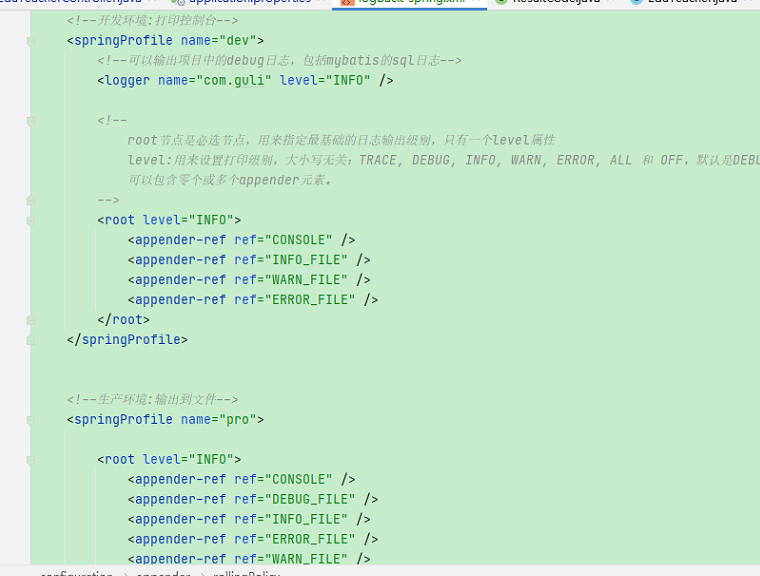 EduTeacherController.java application.properties logback-spring.xml ResultCode.java EduTeacher.java
<!--开发环境:打印控制台-->
<springProfile name="dev">
<!--可以输出项目中的debug日志，包括mybatis的sql日志-->
<logger name="com.guli" level="INFO" />
<!--
root节点是必选节点，用来指定最基础的日志输出级别，只有一个level属性
level:用来设置打印级别，大小写无关：TRACE, DEBUG, INFO, WARN, ERROR, ALL 和 OFF，默认是DEBU
可以包含零个或多个appender元素。
-->
<root level="INFO">
<appender-ref ref="CONSOLE" />
<appender-ref ref="INFO_FILE" />
<appender-ref ref="WARN_FILE" />
<appender-ref ref="ERROR_FILE" />
</root>
</springProfile>
<!--生产环境:输出到文件-->
<springProfile name="pro">
<root level="INFO">
<appender-ref ref="CONSOLE" />
<appender-ref ref="DEBUG_FILE" />
<appender-ref ref="INFO_FILE" />
<appender-ref ref="ERROR_FILE" />
<appender-ref ref="WARN_FILE" />
configuration > appender > rollingPolicy